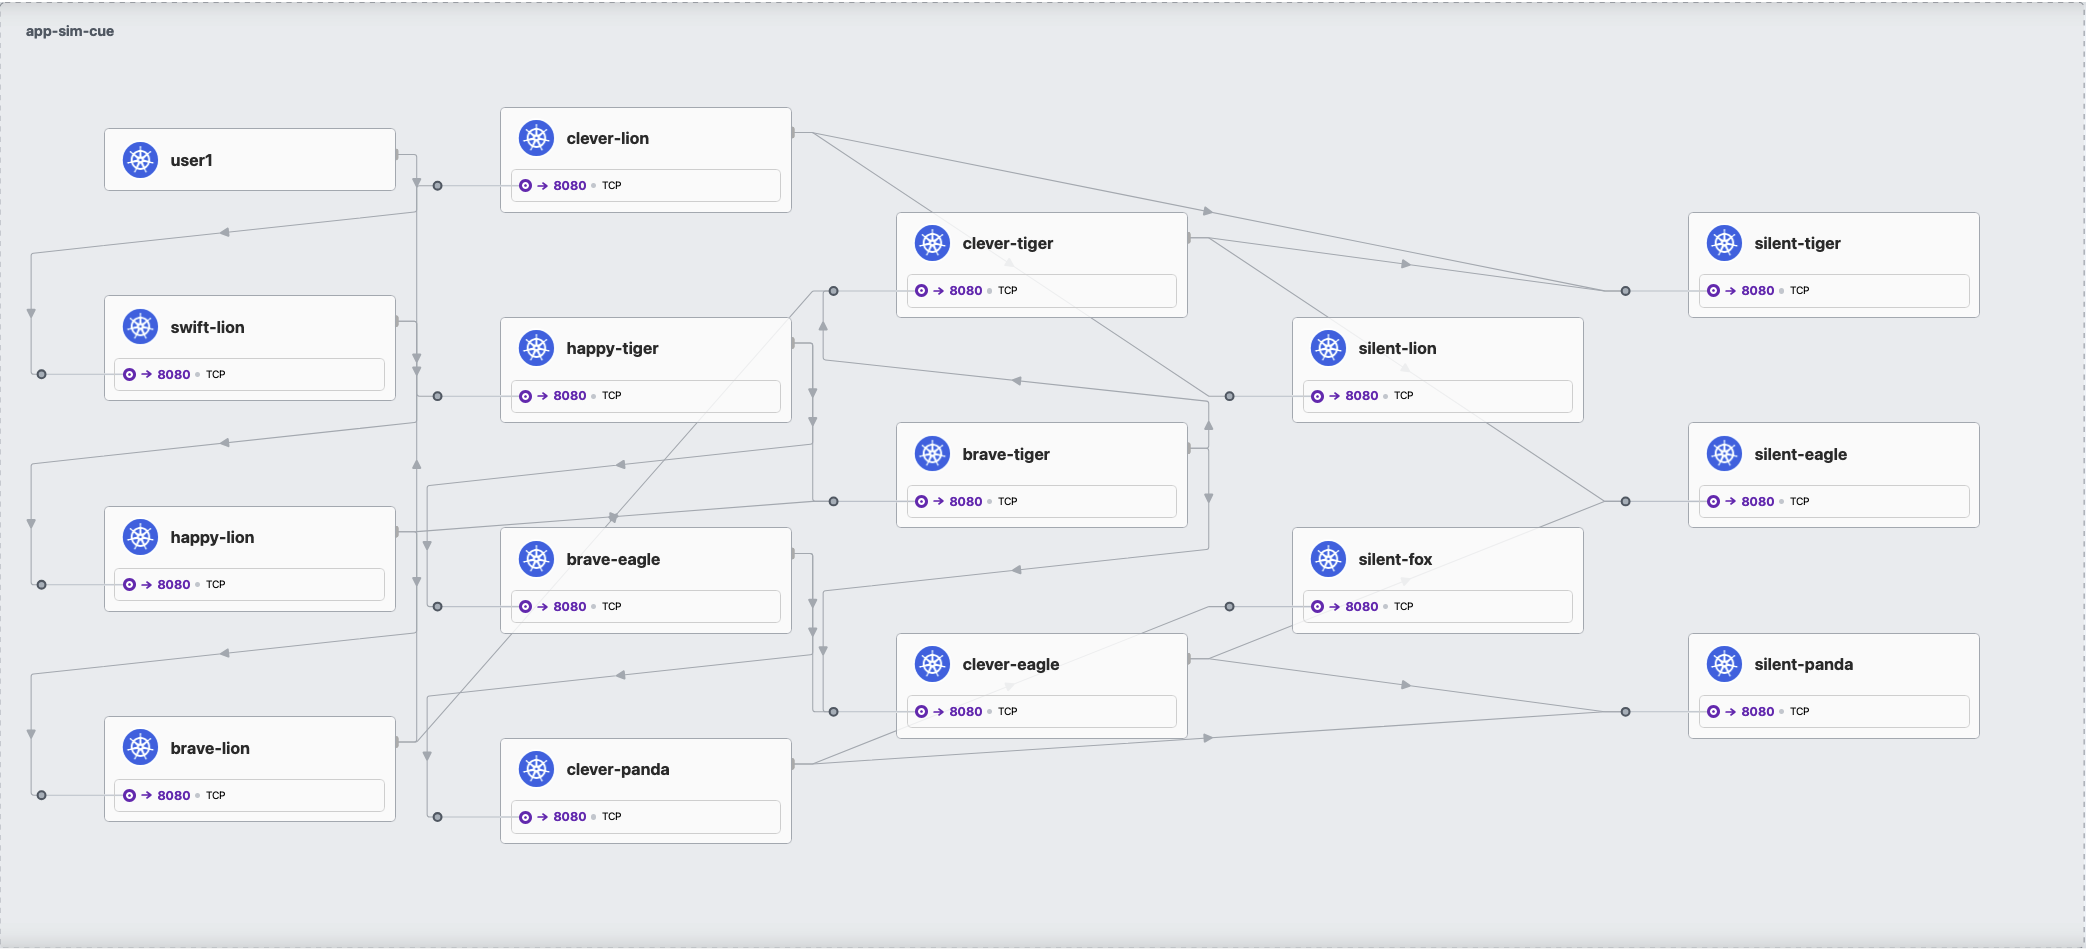 app-sim-cue
user1
clever-lion
→ 8080 • TCP
clever-tiger
→ 8080 • TCP
silent-tiger
→ 8080 • TCP
swift-lion
→ 8080 • TCP
happy-tiger
→ 8080 • TCP
silent-lion
→ 8080 • TCP
brave-tiger
→ 8080 • TCP
silent-eagle
→ 8080 • TCP
happy-lion
→ 8080 • TCP
brave-eagle
→ 8080 • TCP
silent-fox
→ 8080 • TCP
clever-eagle
→ 8080 • TCP
silent-panda
→ 8080 • TCP
brave-lion
→ 8080 • TCP
clever-panda
→ 8080 • TCP